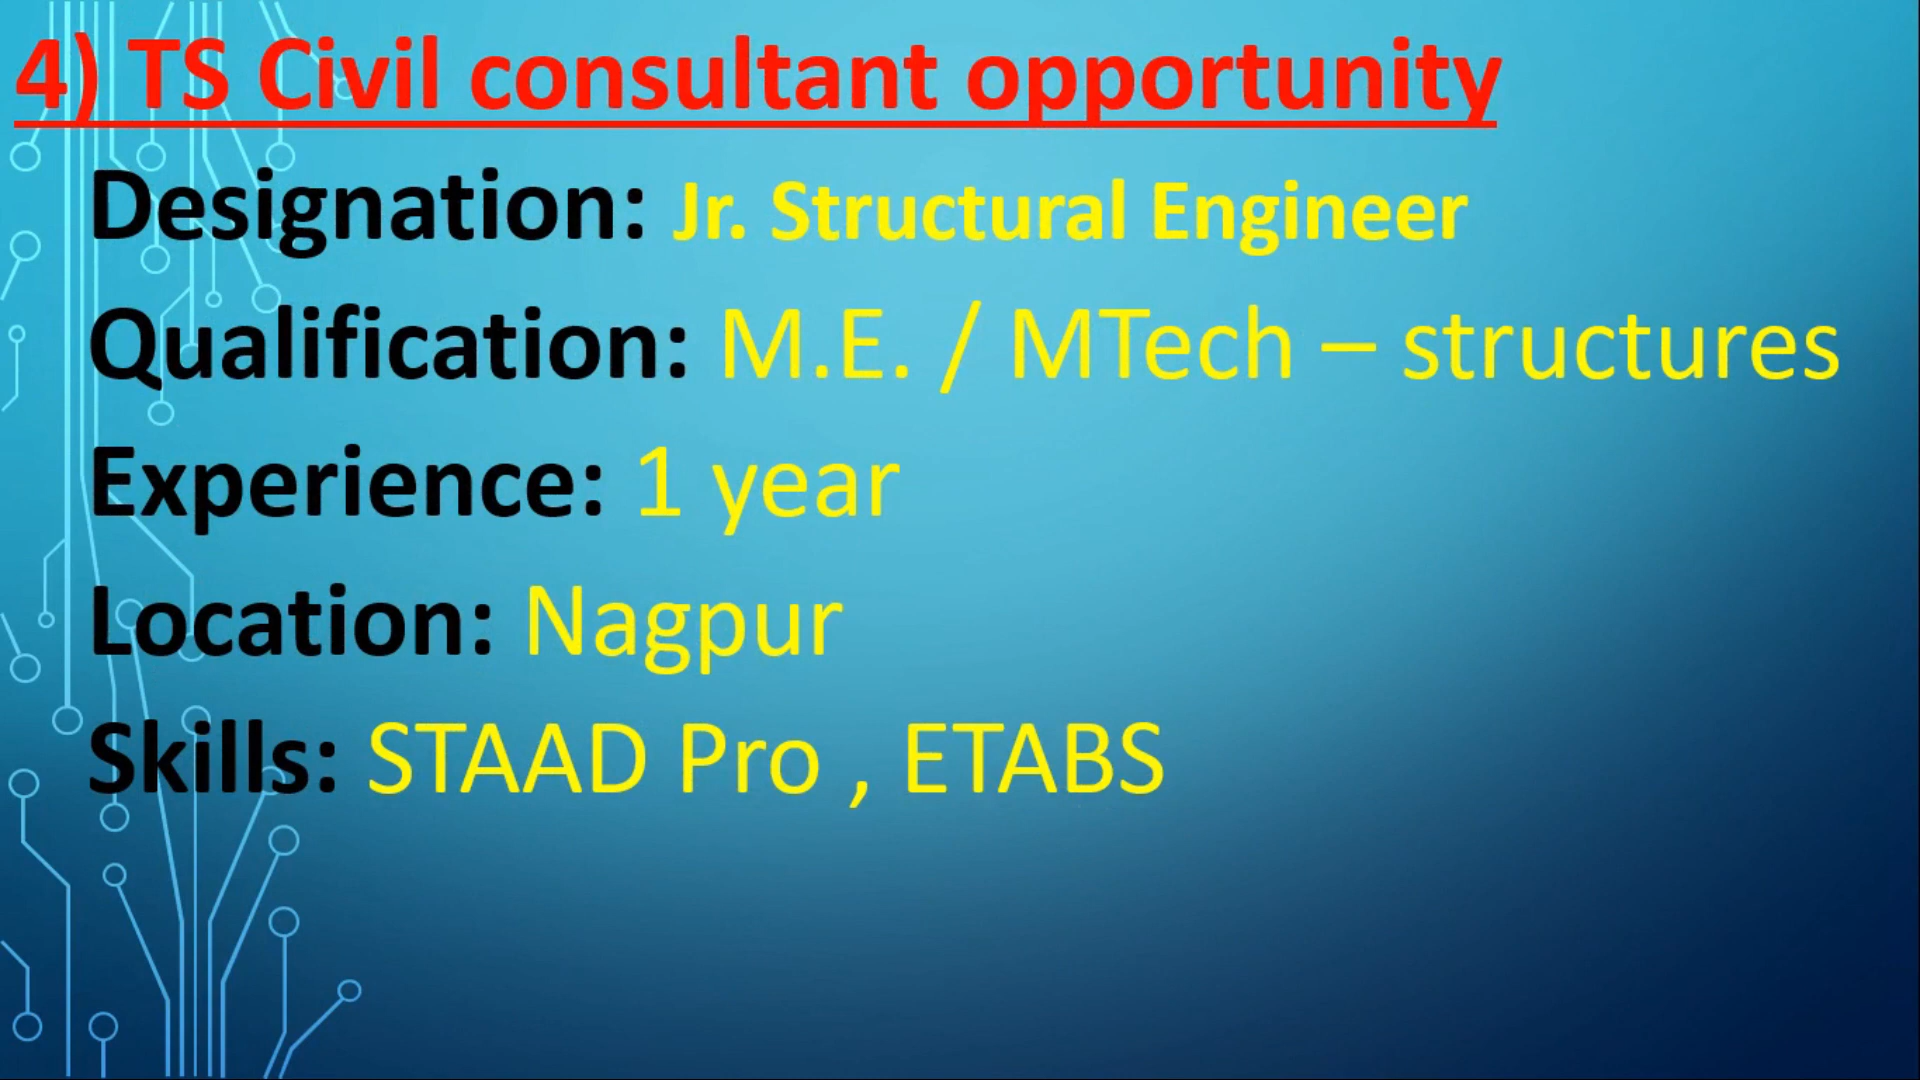 4) TS Civil consultant opportunity
Designation: Jr. Structural Engineer
Qualification: M.E. / MTech – structures
Experience: 1 year
Location: Nagpur
Skills: STAAD Pro , ETABS